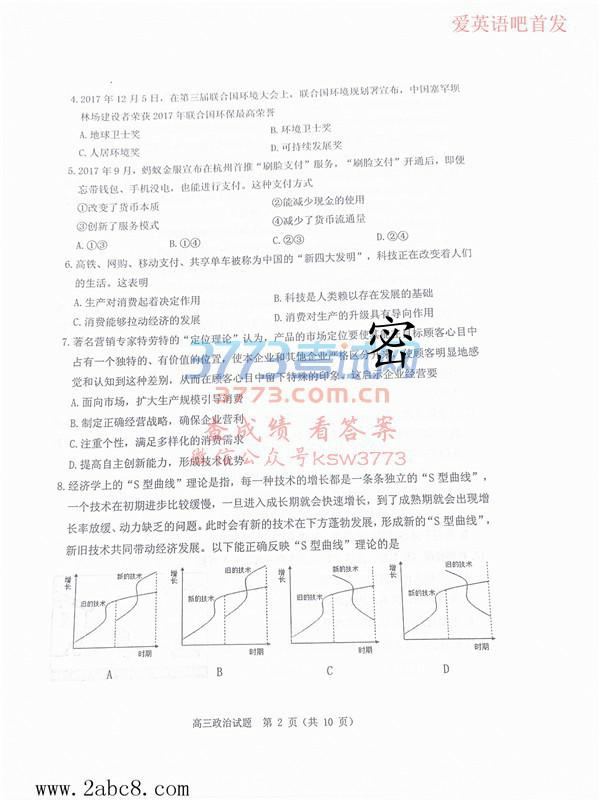 爱英语吧首发
4.2017年12月5日，在第三届联合国环境大会上，联合国环境规划署宣布，中国塞罕坝
林场建设者荣获2017年联合国环保最高荣誉
A.地球卫士奖 B.环境卫士奖
C.人居环境奖 D.可持续发展奖
5.2017年9月，蚂蚁金服宣布在杭州首推“刷脸支付”服务，“刷脸支付”开通后，即便
忘带钱包、手机没电，也能进行支付。这种支付方式
①改变了货币本质 ②能减少现金的使用
③创新了服务模式 ④减少了货币流通量
A.①③ B.①④ C.②③ D.②④
6.高铁、网购、移动支付、共享单车被称为中国的“新四大发明”，科技正在改变着人们
的生活。这表明
A.生产对消费起着决定作用 B.科技是人类赖以存在发展的基础
C.消费能够拉动经济的发展 D.消费对生产的升级具有导向作用
7.著名营销专家特劳特的“定位理论”认为，产品的市场定位要使 目标顾客心目中
占有一个独特的、有价值的位置，使本企业和其他企业严格区分 使顾客明显地感
觉和认知到这种差别，从而在顾客心目中留下特殊的印象。这启示企业经营要
A.面向市场，扩大生产规模引导消费
B.制定正确经营战略，确保企业营利
C.注重个性，满足多样化的消费需求
D.提高自主创新能力，形成技术优势
密
3773考试网
www.3773.com.cn
查成绩 看答案
微信公众号ksw3773
8.经济学上的“S型曲线”理论是指，每一种技术的增长都是一条条独立的“S型曲线”，
一个技术在初期进步比较缓慢，一旦进入成长期就会快速增长，到了成熟期就会出现增
长率放缓、动力缺乏的问题。此时会有新的技术在下方蓬勃发展，形成新的“S型曲线”，
新旧技术共同带动经济发展。以下能正确反映“S型曲线”理论的是
增长 新的技术 旧的技术 时期
增长 旧的技术 新的技术 时期
增长 新的技术 旧的技术 时期
增长 旧的技术 新的技术 时期
A B C D
高三政治试题 第2页（共10页）
www.2abc8.com